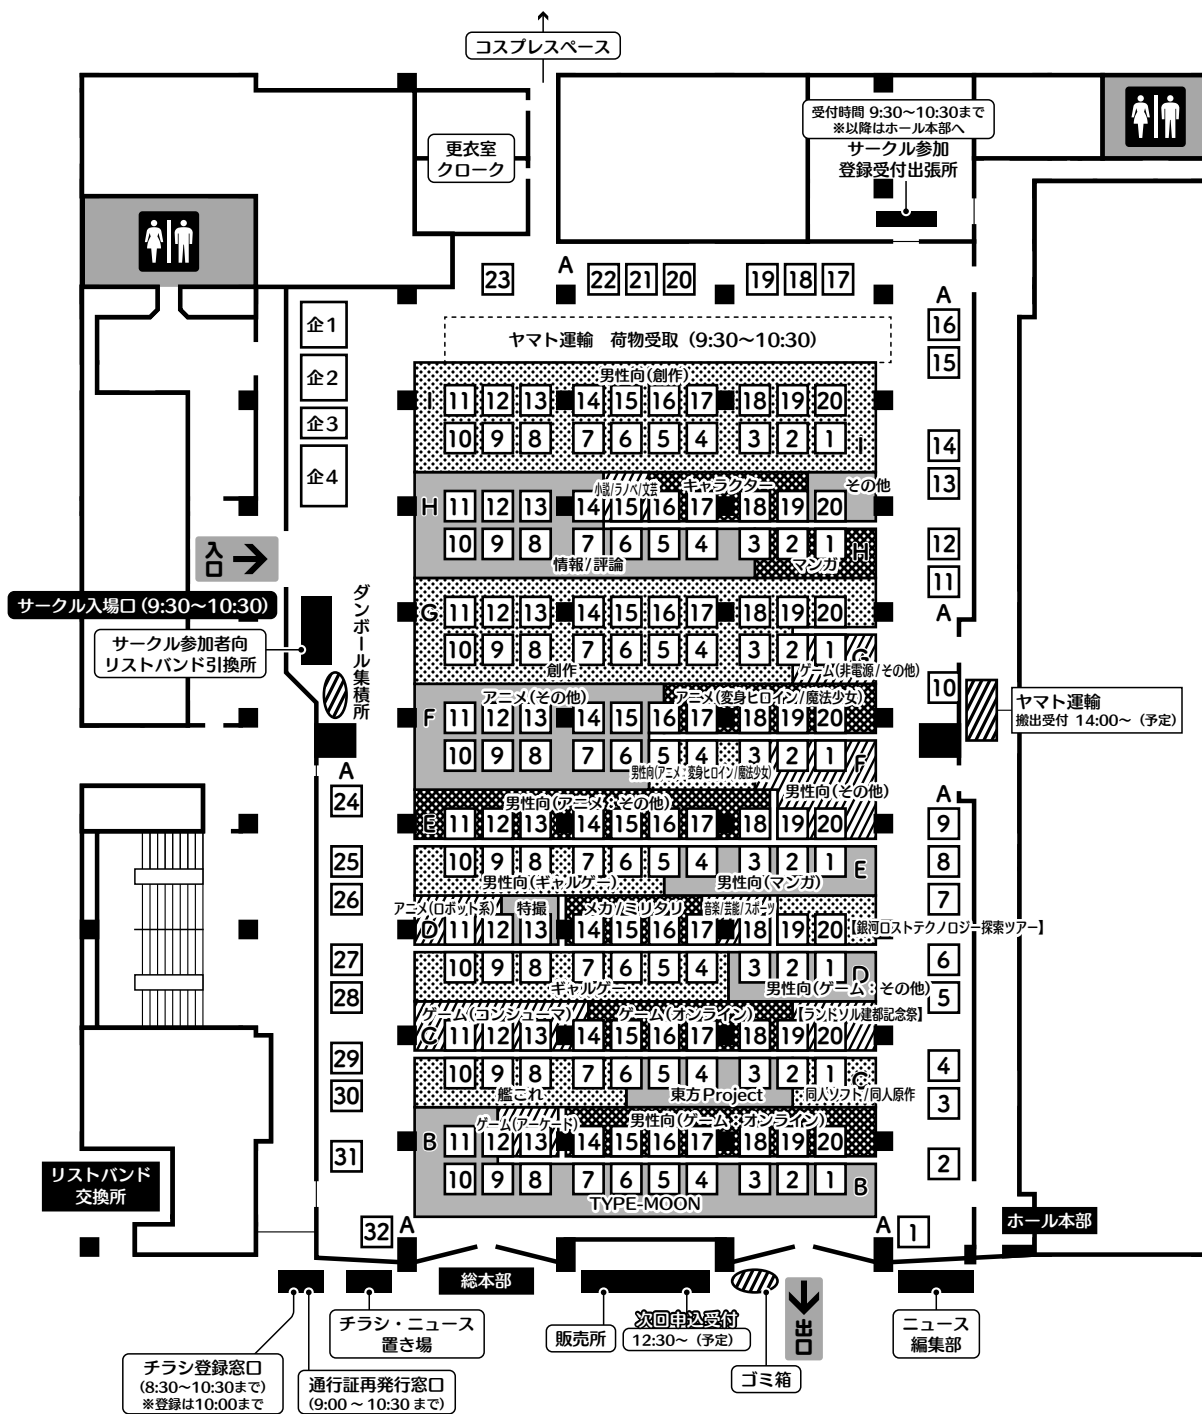 コスプレスペース
更衣室
クローク
受付時間 9:30～10:30まで
※以降はホール本部へ
サークル参加
登録受付出張所
23 A 22 21 20 19 18 17
A
16
15
14
13
12
11
A
10
企1
企2
企3
企4
ヤマト運輸 荷物受取（9:30～10:30）
男性向(創作)
I 11 12 13 14 15 16 17 18 19 20
10 9 8 7 6 5 4 3 2 1 I
小説/ラノベ/文芸 キャラクター その他
H 11 12 13 14 15 16 17 18 19 20
10 9 8 7 6 5 4 3 2 1 H
情報/評論 マンガ
G 11 12 13 14 15 16 17 18 19 20
10 9 8 7 6 5 4 3 2 1 G
創作 ゲーム(非電源/その他)
アニメ(その他) アニメ(変身ヒロイン/魔法少女)
F 11 12 13 14 15 16 17 18 19 20
10 9 8 7 6 5 4 3 2 1 F
男性向(アニメ：変身ヒロイン/魔法少女)
男性向(その他)
男性向(アニメ：その他)
E 11 12 13 14 15 16 17 18 19 20
10 9 8 7 6 5 4 3 2 1 E
男性向(ギャルゲー) 男性向(マンガ)
アニメ(ロボット系) 特撮 メカ/ミリタリ 音楽/芸能/スポーツ
D 11 12 13 14 15 16 17 18 19 20
【銀河ロストテクノロジー探索ツアー】
10 9 8 7 6 5 4 3 2 1 D
ギャルゲー 男性向(ゲーム：その他)
ゲーム(コンシューマ) ゲーム(オンライン) 【ランドソル建都記念祭】
C 11 12 13 14 15 16 17 18 19 20
10 9 8 7 6 5 4 3 2 1 C
艦これ 東方Project 同人ソフト/同人原作
ゲーム(アーケード) 男性向(ゲーム：オンライン)
B 11 12 13 14 15 16 17 18 19 20
10 9 8 7 6 5 4 3 2 1 B
TYPE-MOON
入口
サークル入場口（9:30～10:30）
サークル参加者向
リストバンド引換所
ダンボール集積所
ヤマト運輸
搬出受付 14:00～（予定）
A
24
25
26
27
28
29
30
31
32 A
A
9
8
7
6
5
4
3
2
A 1
リストバンド
交換所
ホール本部
総本部
チラシ・ニュース
置き場
販売所
次回申込受付
12:30～（予定）
出口
ゴミ箱
ニュース
編集部
チラシ登録窓口
(8:30～10:30まで)
※登録は10:00まで
通行証再発行窓口
(9:00～10:30まで)